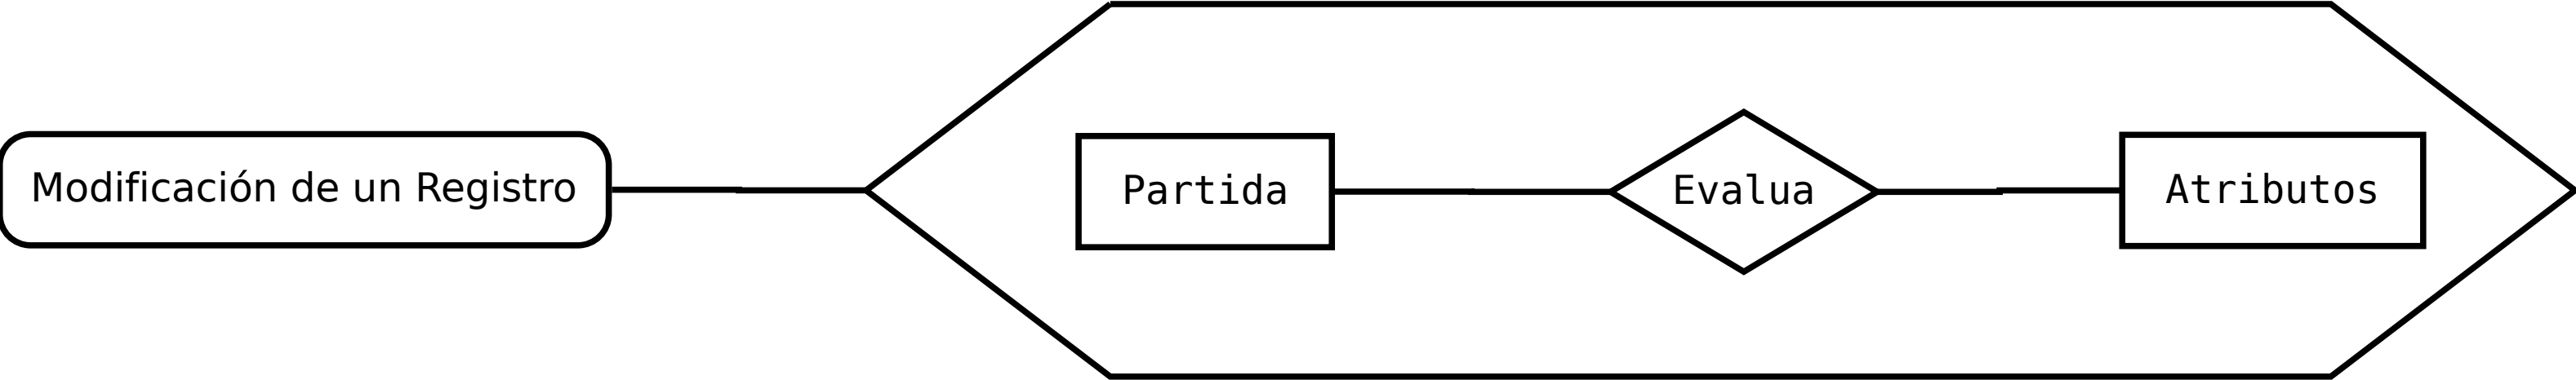 Modificación de un Registro
Partida
Evalua
Atributos